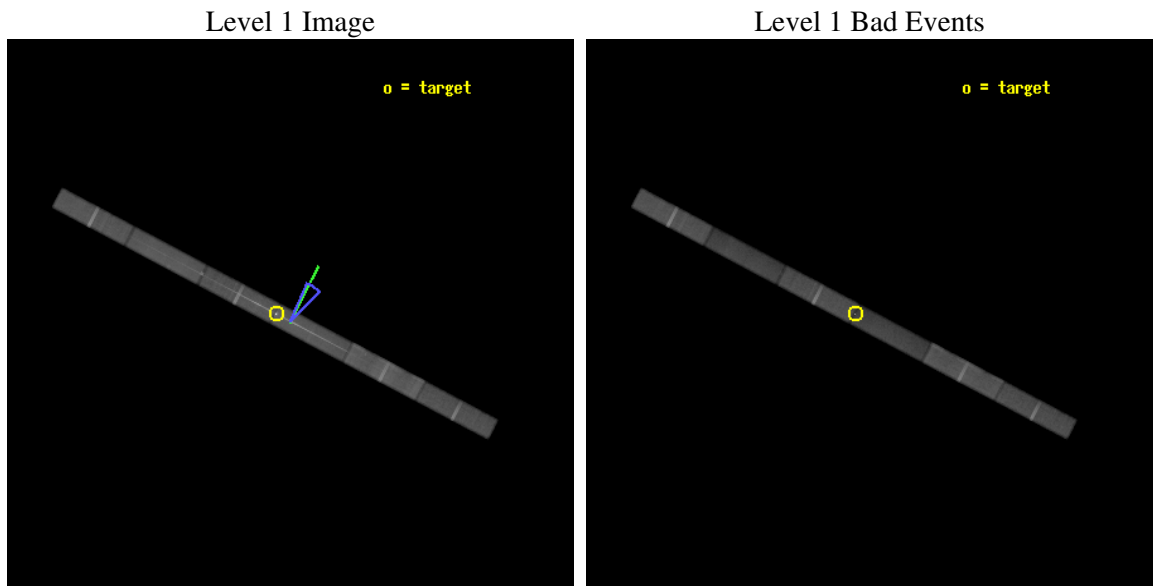 Level 1 Image
Level 1 Bad Events
o = target
o = target